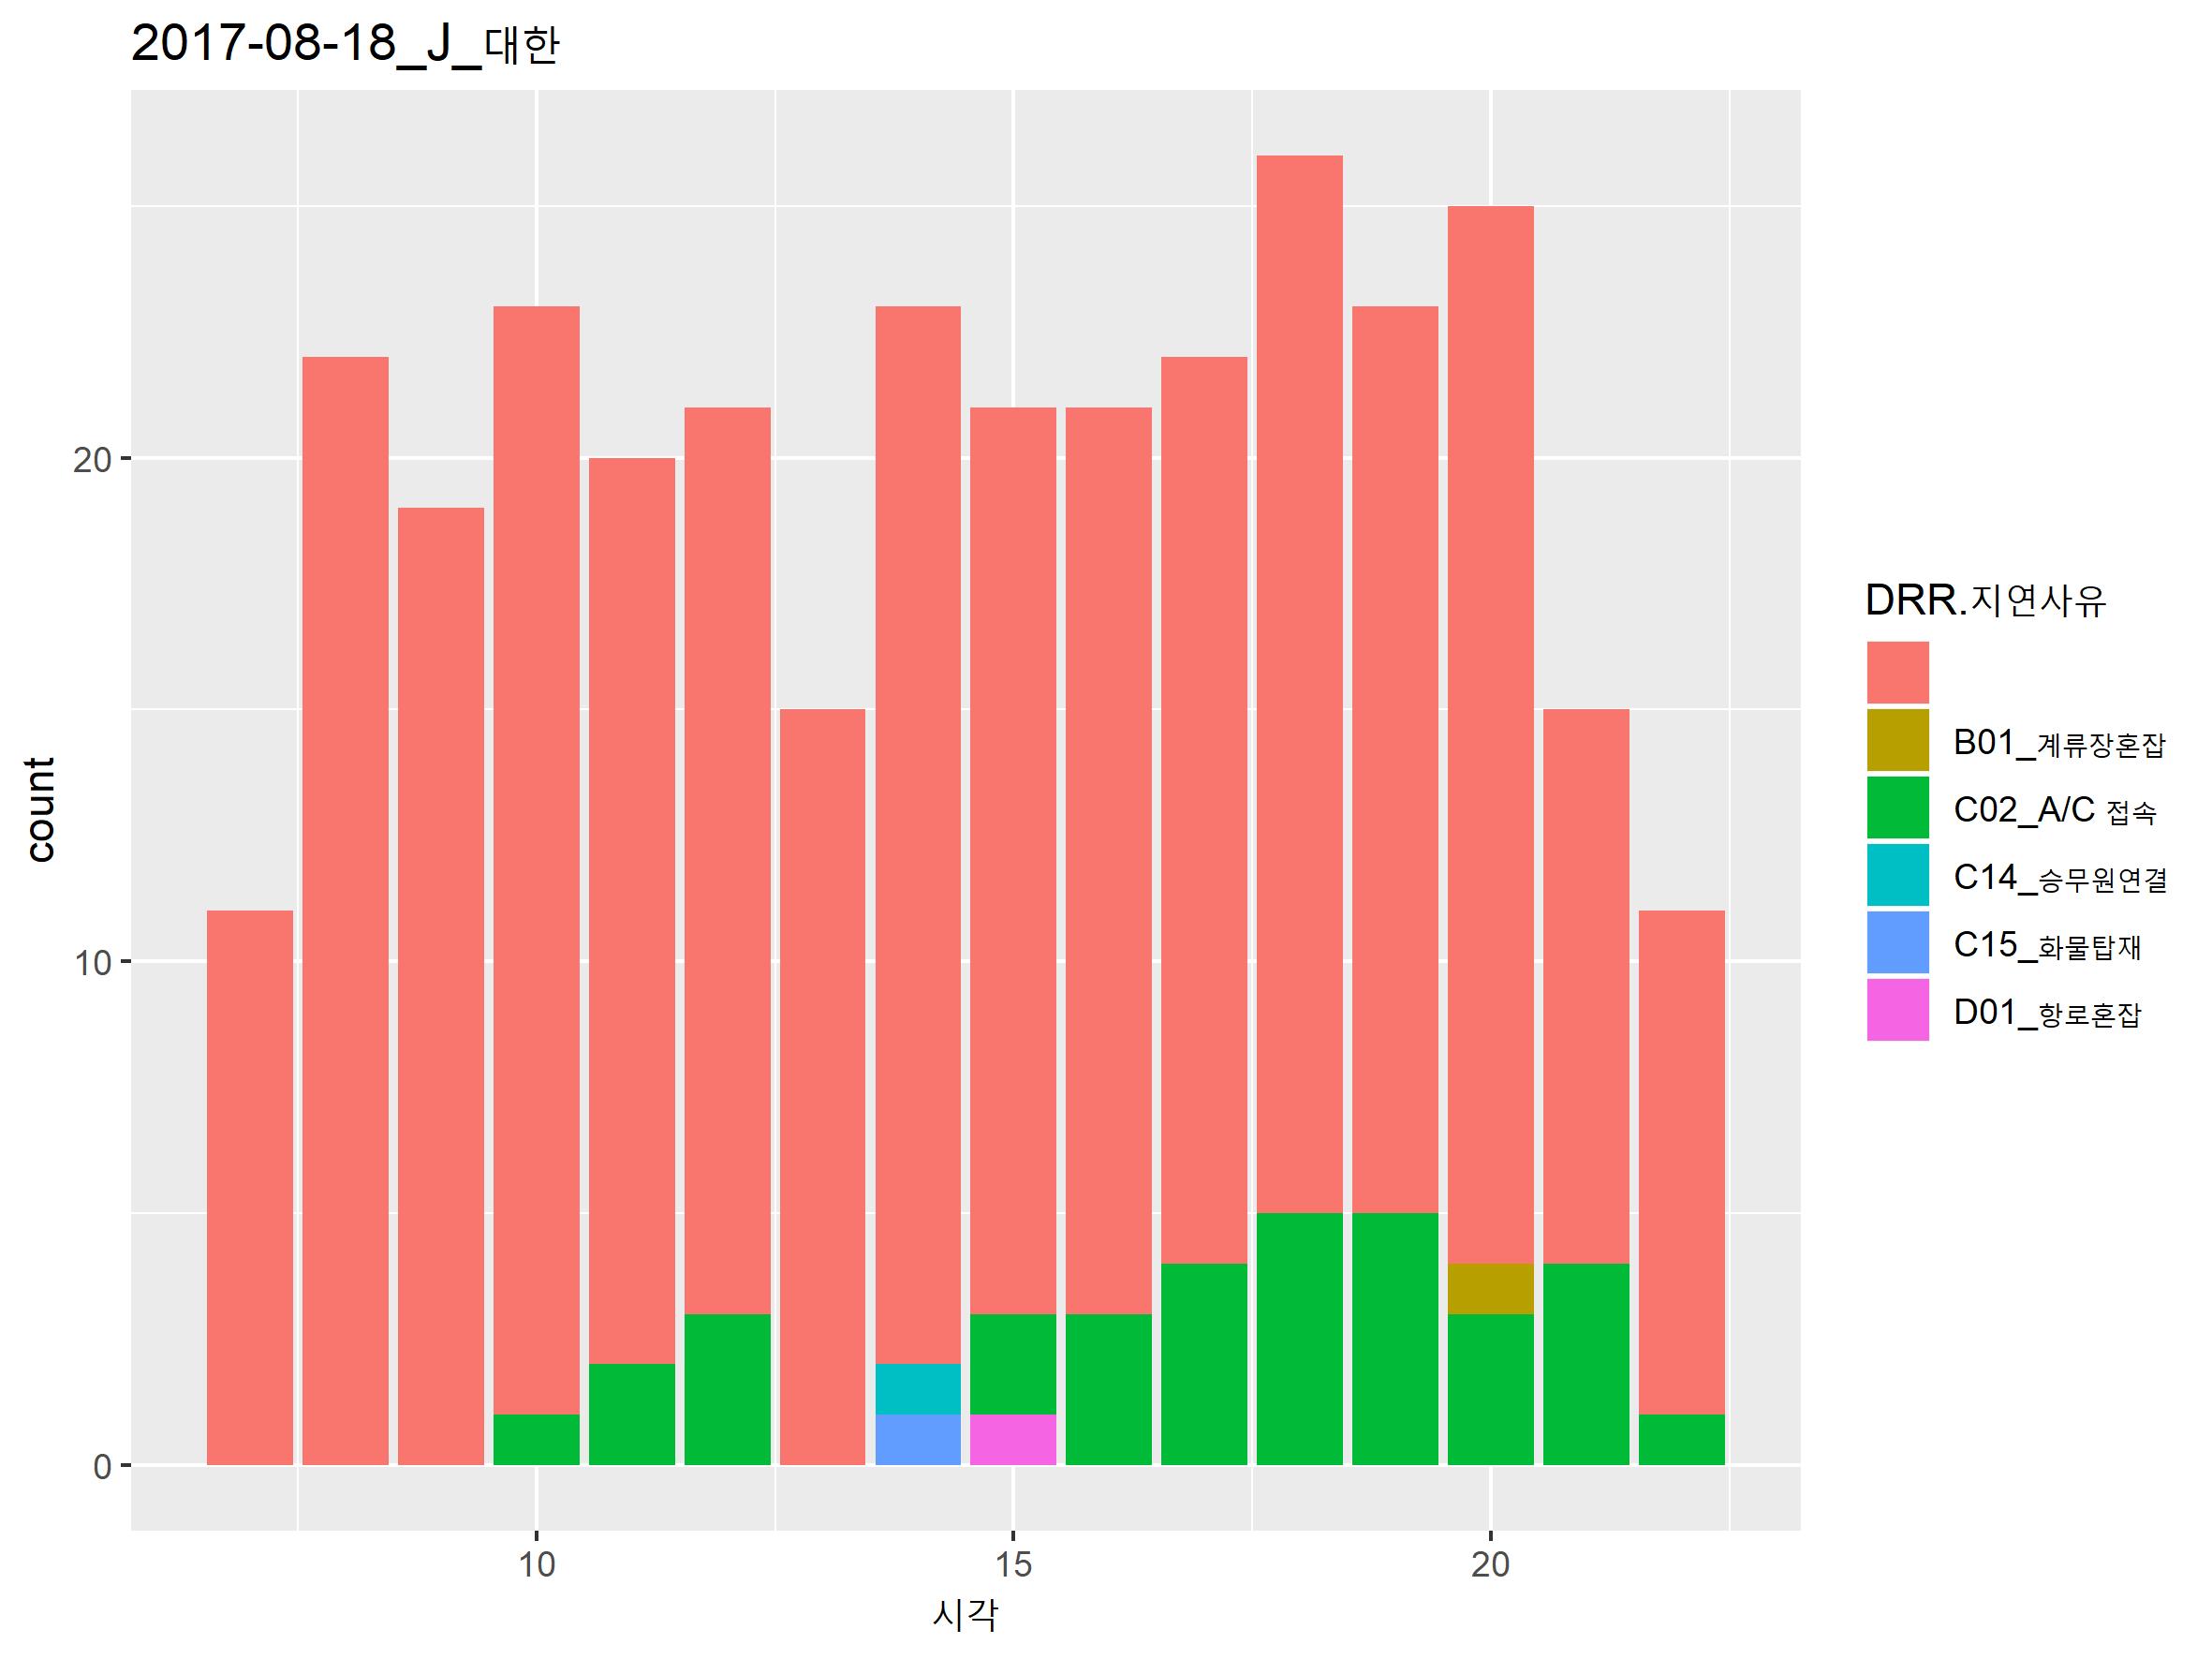 2017-08-18_J_대한
count
20
10
0
10 15 20
시각
DRR.지연사유
B01_계류장혼잡
C02_A/C 접속
C14_승무원연결
C15_화물탑재
D01_항로혼잡